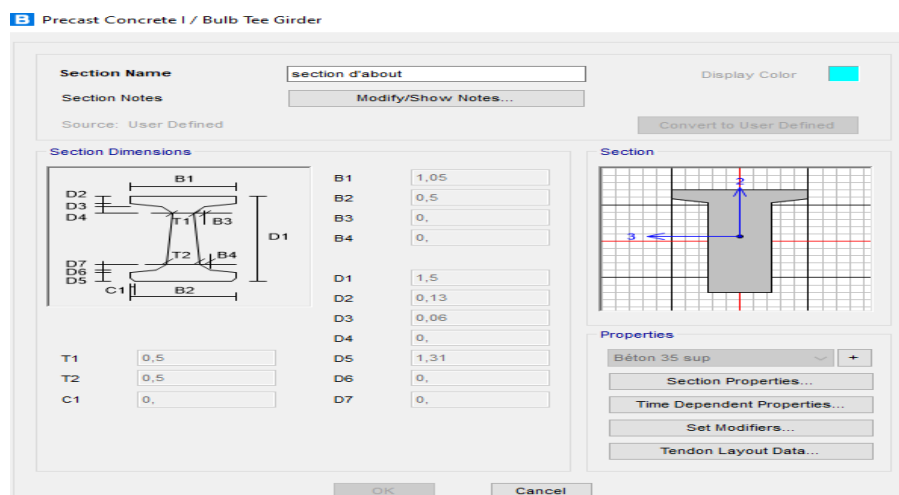 B Precast Concrete I / Bulb Tee Girder
Section Name section d'about Display Color
Section Notes Modify/Show Notes...
Source: User Defined Convert to User Defined
Section Dimensions
B1
D2
D3
D4
T1
B3
D1
T2
B4
D7
D6
D5
C1
B2
B1 1,05
B2 0,5
B3 0,
B4 0,
D1 1,5
D2 0,13
D3 0,06
D4 0,
T1 0,5 D5 1,31
T2 0,5 D6 0,
C1 0, D7 0,
Section
2
3
Properties
Béton 35 sup +
Section Properties...
Time Dependent Properties...
Set Modifiers...
Tendon Layout Data...
OK Cancel